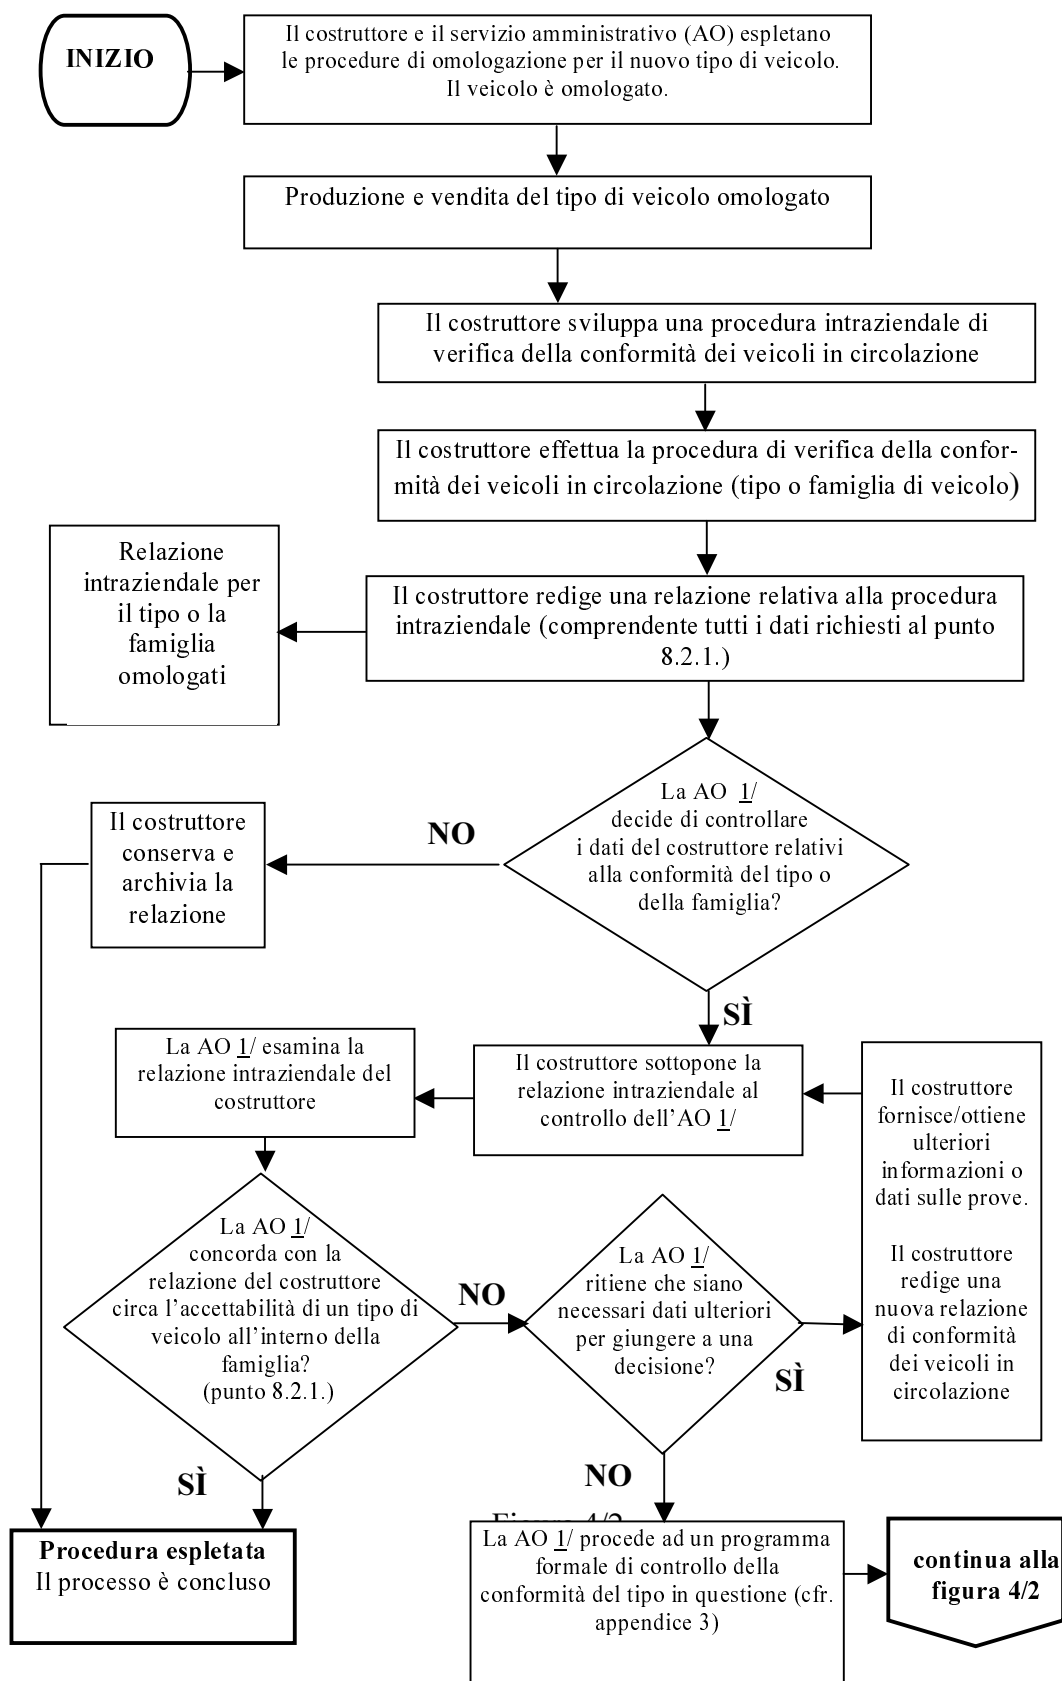 INIZIO
Il costruttore e il servizio amministrativo (AO) espletano
le procedure di omologazione per il nuovo tipo di veicolo.
Il veicolo è omologato.
Produzione e vendita del tipo di veicolo omologato
Il costruttore sviluppa una procedura intraziendale di
verifica della conformità dei veicoli in circolazione
Il costruttore effettua la procedura di verifica della confor-
mità dei veicoli in circolazione (tipo o famiglia di veicolo)
Relazione
intraziendale per
il tipo o la
famiglia
omologati
Il costruttore redige una relazione relativa alla procedura
intraziendale (comprendente tutti i dati richiesti al punto
8.2.1.)
La AO 1/
decide di controllare
i dati del costruttore relativi
alla conformità del tipo o
della famiglia?
NO
Il costruttore
conserva e
archivia la
relazione
SÌ
Il costruttore sottopone la
relazione intraziendale al
controllo dell'AO 1/
La AO 1/ esamina la
relazione intraziendale del
costruttore
Il costruttore
fornisce/ottiene
ulteriori
informazioni o
dati sulle prove.
Il costruttore
redige una
nuova relazione
di conformità
dei veicoli in
circolazione
La AO 1/
concorda con la
relazione del costruttore
circa l'accettabilità di un tipo di
veicolo all'interno della
famiglia?
(punto 8.2.1.)
NO
La AO 1/
ritiene che siano
necessari dati ulteriori
per giungere a una
decisione?
SÌ
SÌ
NO
Procedura espletata
Il processo è concluso
Figura 4/2
La AO 1/ procede ad un programma
formale di controllo della
conformità del tipo in questione (cfr.
appendice 3)
continua alla
figura 4/2